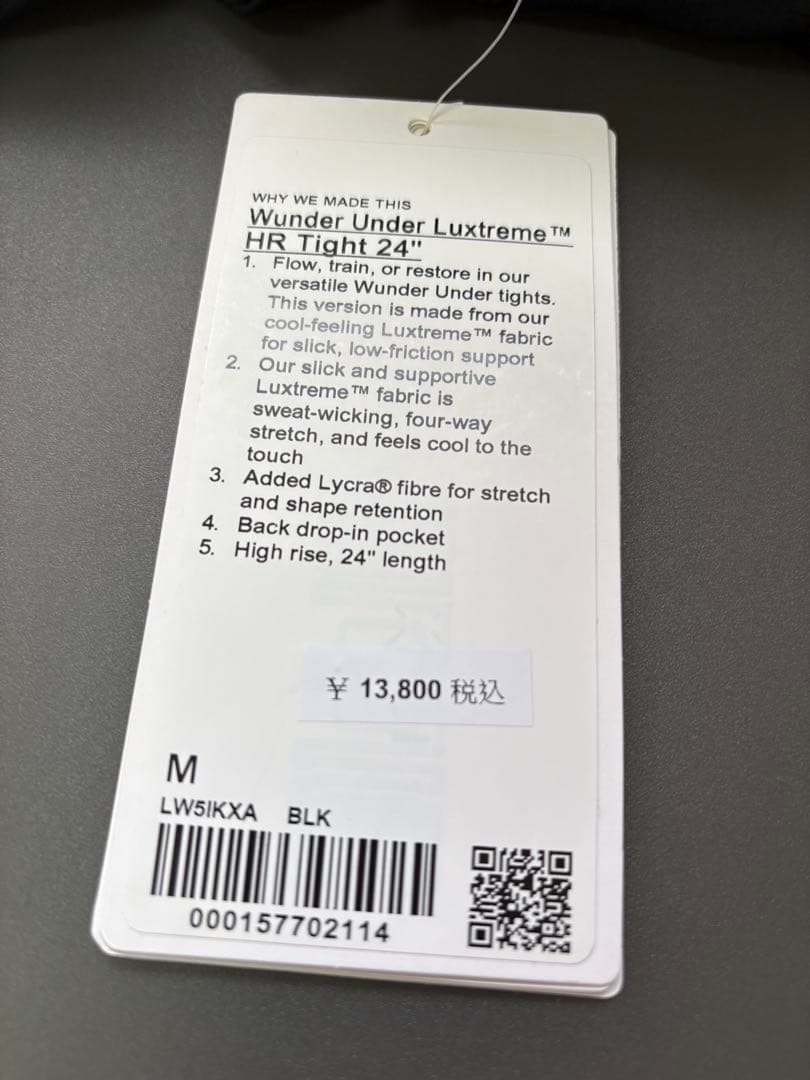 WHY WE MADE THIS
Wunder Under Luxtreme™
HR Tight 24"
1. Flow, train, or restore in our
versatile Wunder Under tights.
This version is made from our
cool-feeling Luxtreme™ fabric
for slick, low-friction support
2. Our slick and supportive
Luxtreme™ fabric is
sweat-wicking, four-way
stretch, and feels cool to the
touch
3. Added Lycra® fibre for stretch
and shape retention
4. Back drop-in pocket
5. High rise, 24" length
¥ 13,800 税込
M
LW5IKXA BLK
000157702114